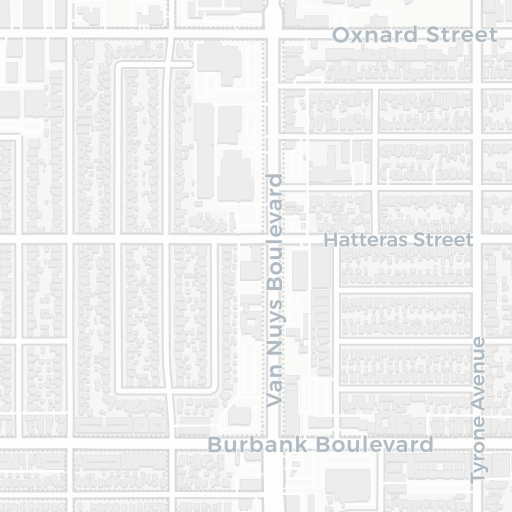 Oxnard Street
Hatteras Street
Van Nuys Boulevard
Tyrone Avenue
Burbank Boulevard